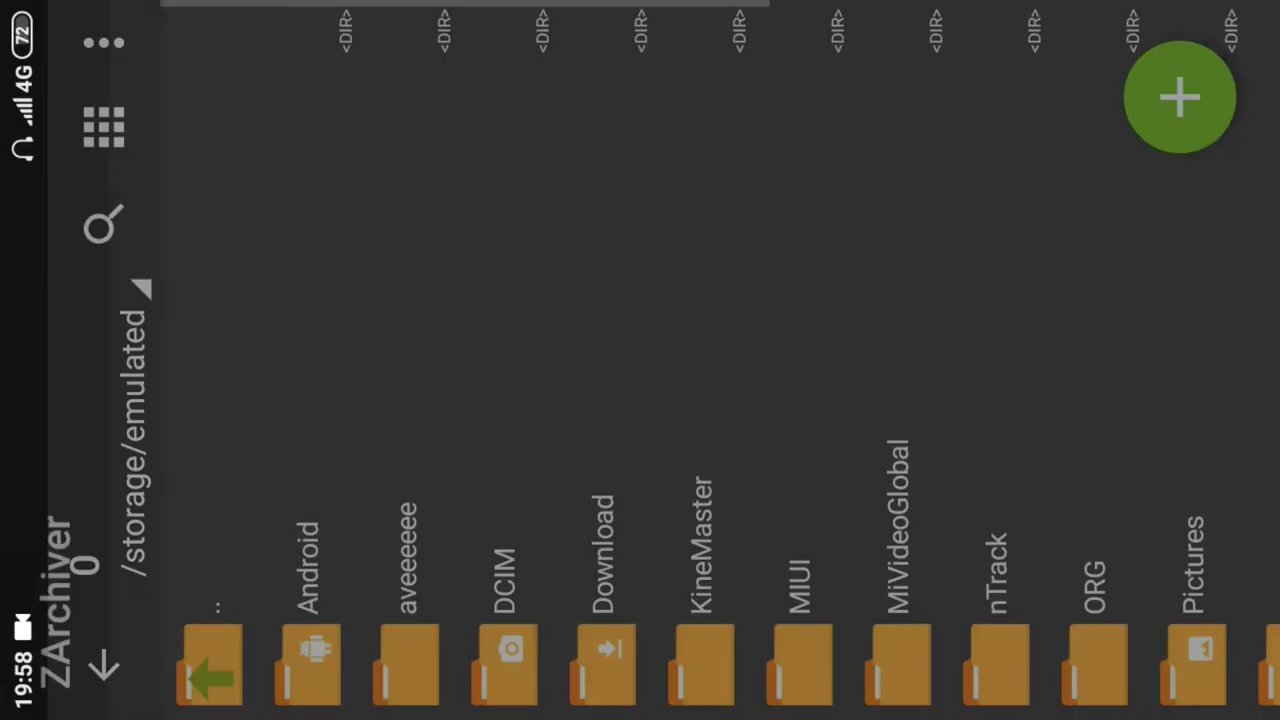 19:58
4G
72
ZArchiver
0
/storage/emulated
..
Android
<DIR>
aveeeeee
<DIR>
DCIM
<DIR>
Download
<DIR>
KineMaster
<DIR>
MIUI
<DIR>
MiVideoGlobal
<DIR>
nTrack
<DIR>
ORG
<DIR>
Pictures
<DIR>